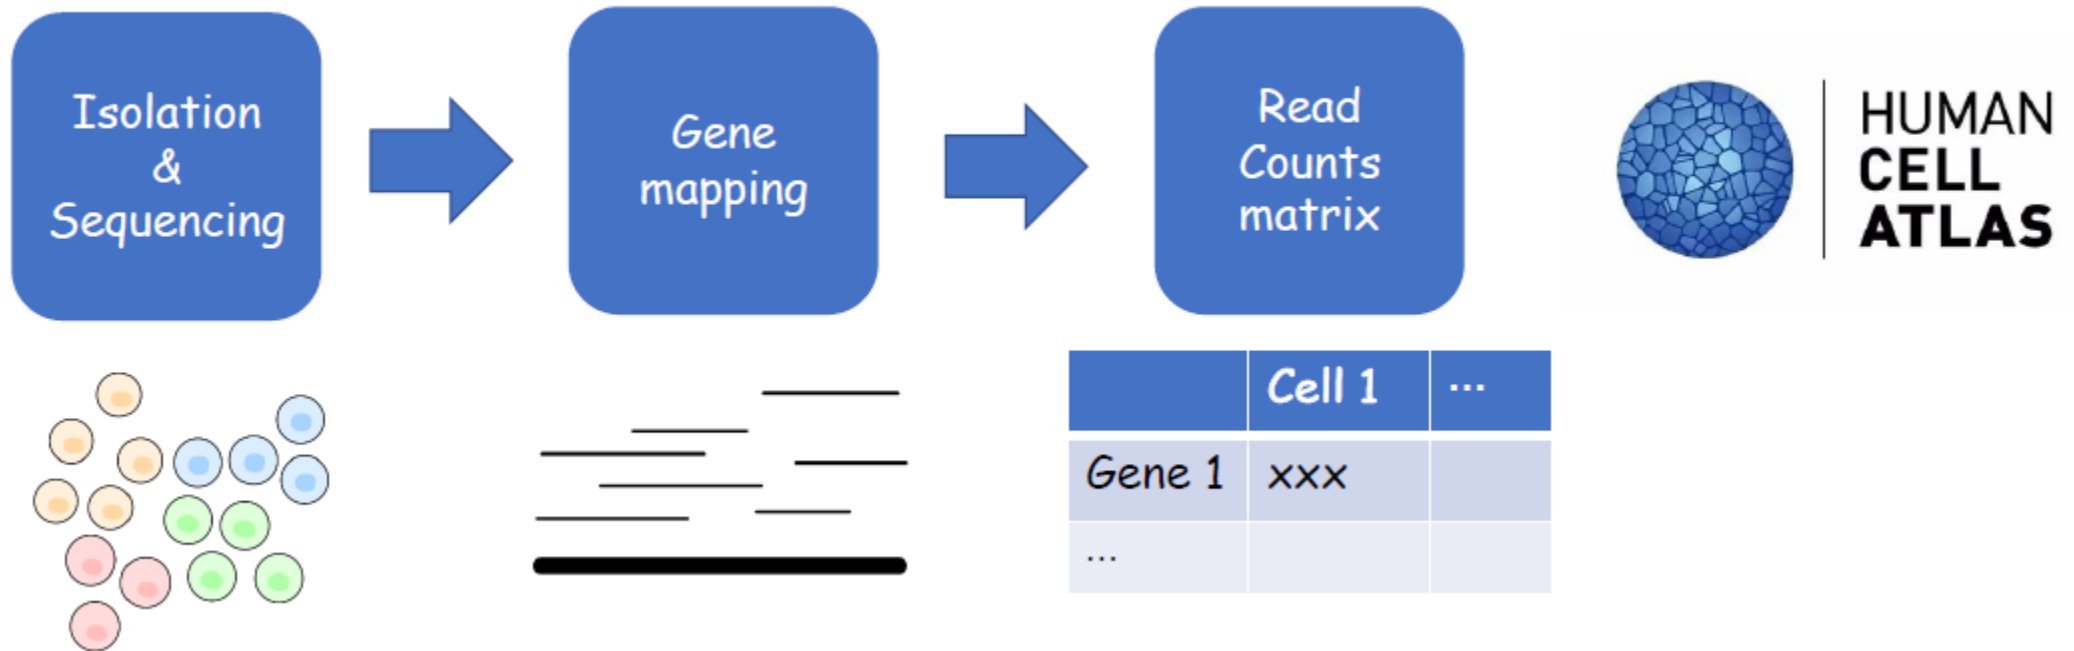 Isolation
&
Sequencing
Gene
mapping
Read
Counts
matrix
HUMAN
CELL
ATLAS
Cell 1 ...
Gene 1 xxx
...